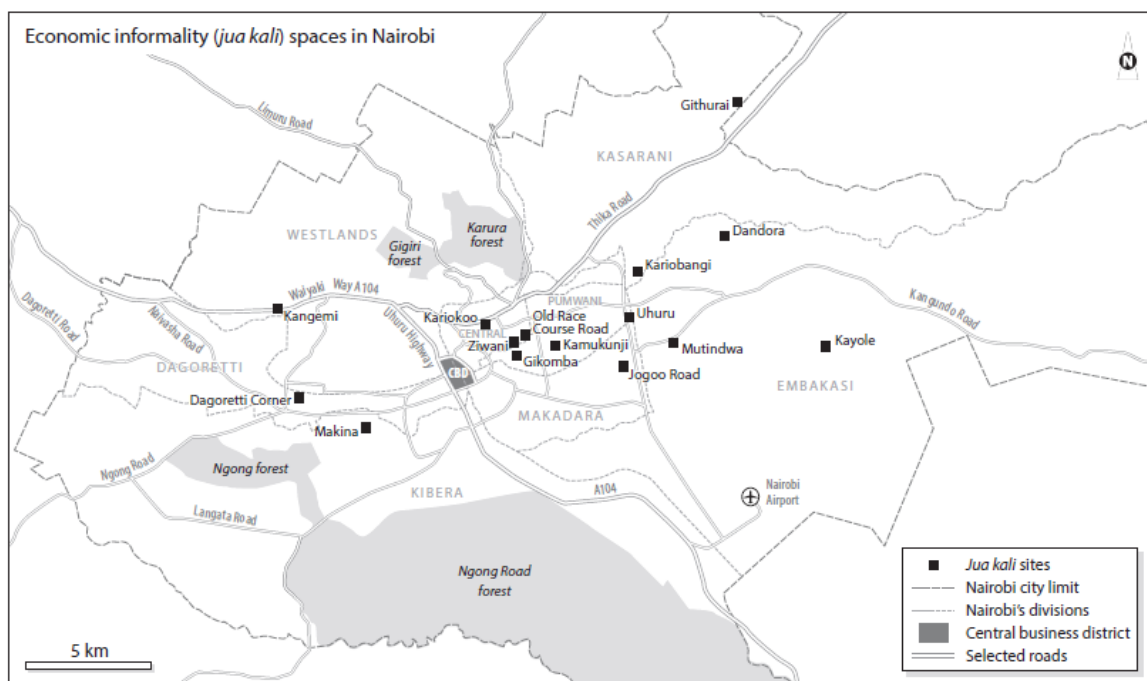 Economic informality (jua kali) spaces in Nairobi
N
Limuru Road
Githurai
KASARANI
Thika Road
Karura
forest
WESTLANDS
Gigiri
forest
Dandora
Kariobangi
Waiyaki Way A104
Kangemi
Dagoretti Road
Naivasha Road
Uhuru Highway
PUMWANI
Kariokoo
Old Race
Course Road
CENTRAL
Ziwani
Kamukunji
Gikomba
Uhuru
Mutindwa
Kayole
Kangundo Road
CBD
Jogoo Road
DAGORETTI
EMBAKASI
Dagoretti Corner
MAKADARA
Makina
Ngong forest
Ngong Road
KIBERA
A104
Nairobi
Airport
Langata Road
Ngong Road
forest
5 km
Jua kali sites
Nairobi city limit
Nairobi's divisions
Central business district
Selected roads